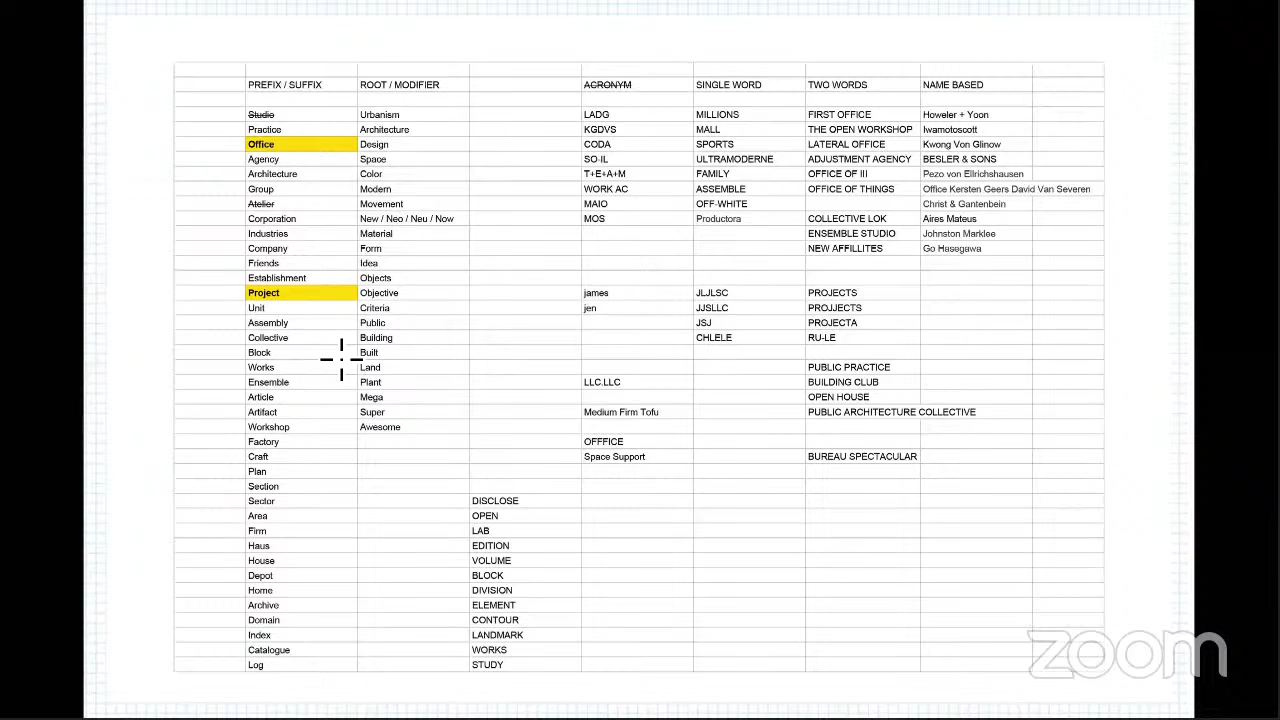 PREFIX / SUFFIX ROOT / MODIFIER ACRONYM SINGLE WORD TWO WORDS NAME BASED
Studio Urbanism LADG MILLIONS FIRST OFFICE Howeler + Yoon
Practice Architecture KGDVS MALL THE OPEN WORKSHOP Iwamotoscott
Office Design CODA SPORTS LATERAL OFFICE Kwong Von Glinow
Agency Space SO-IL ULTRAMODERNE ADJUSTMENT AGENCY BESLER & SONS
Architecture Color T+E+A+M FAMILY OFFICE OF III Pezo von Ellrichshausen
Group Modern WORK AC ASSEMBLE OFFICE OF THINGS Office Kersten Geers David Van Severen
Atelier Movement MAIO OFF-WHITE Christ & Gantenbein
Corporation New / Neo / Neu / Now MOS Productora COLLECTIVE LOK Aires Mateus
Industries Material ENSEMBLE STUDIO Johnston Marklee
Company Form NEW AFFILLITES Go Hasegawa
Friends Idea
Establishment Objects
Project Objective james JLJLSC PROJECTS
Unit Criteria jen JJSLLC PROJJECTS
Assembly Public JSJ PROJECTA
Collective Building CHLELE RU-LE
Block Built
Works Land PUBLIC PRACTICE
Ensemble Plant LLC.LLC BUILDING CLUB
Article Mega OPEN HOUSE
Artifact Super Medium Firm Tofu PUBLIC ARCHITECTURE COLLECTIVE
Workshop Awesome
Factory OFFFICE
Craft Space Support BUREAU SPECTACULAR
Plan
Section
Sector DISCLOSE
Area OPEN
Firm LAB
Haus EDITION
House VOLUME
Depot BLOCK
Home DIVISION
Archive ELEMENT
Domain CONTOUR
Index LANDMARK
Catalogue WORKS
Log STUDY
zoom